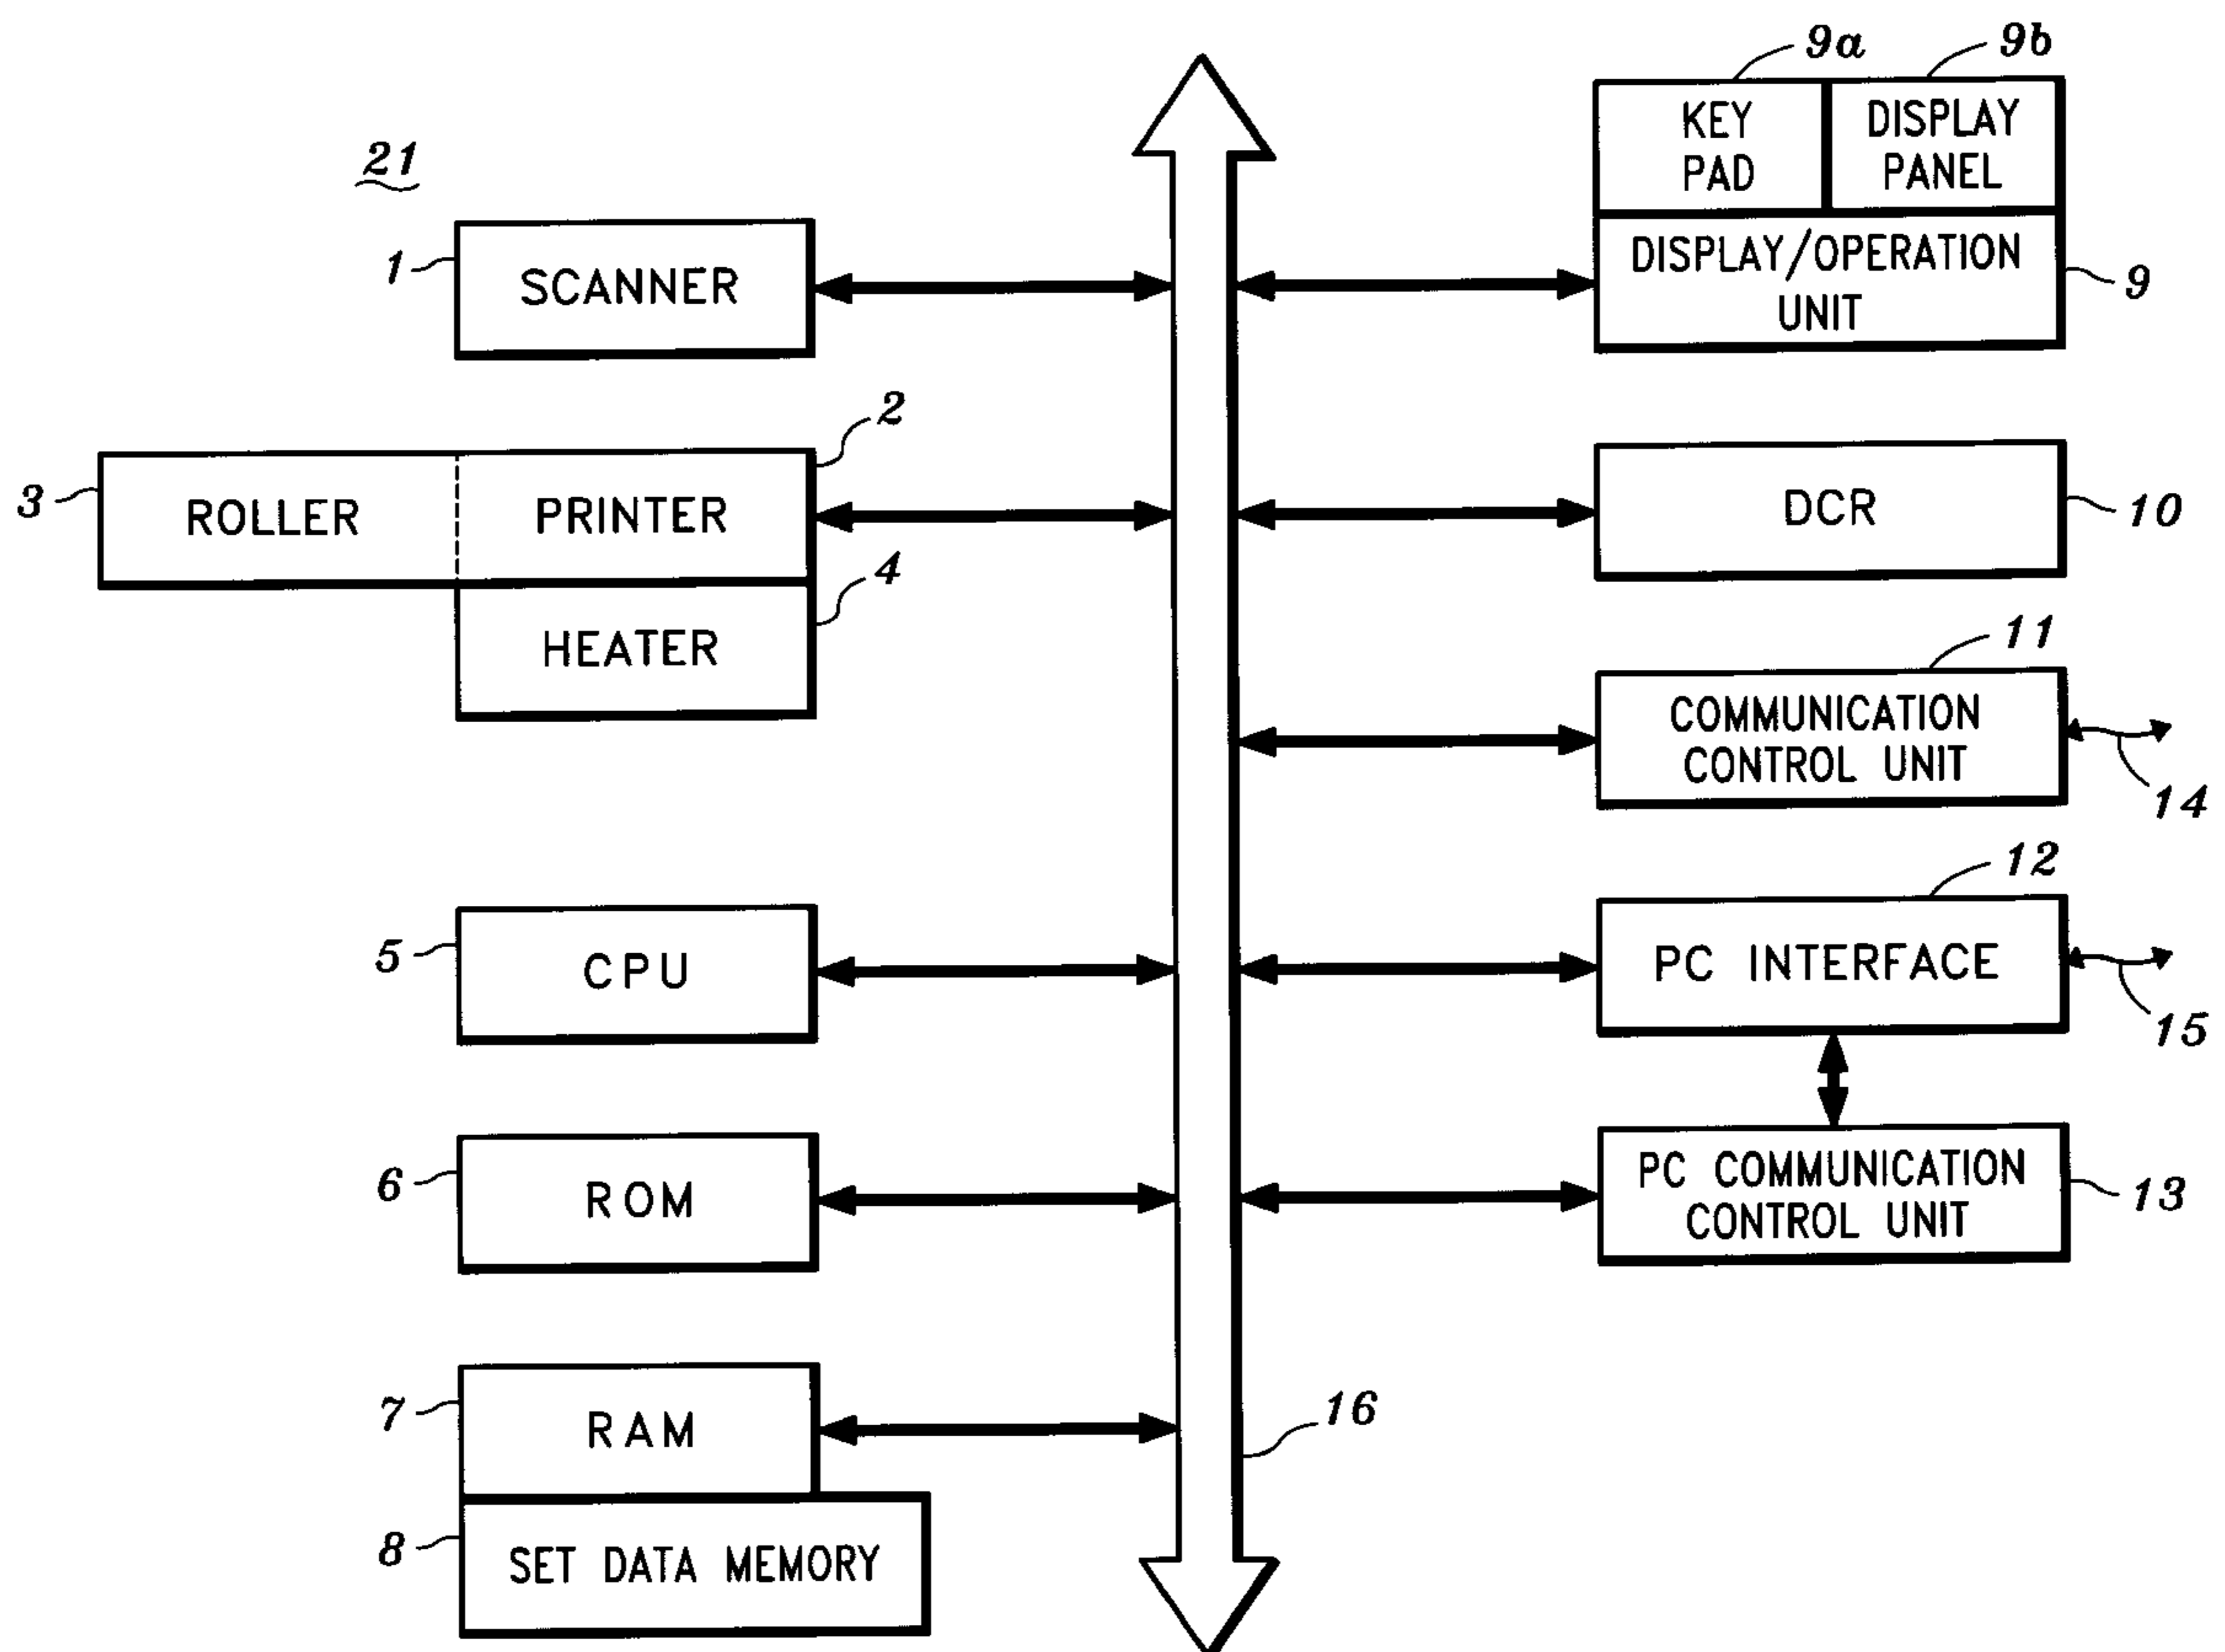 9a
9b
KEY
PAD
DISPLAY
PANEL
21
1
SCANNER
DISPLAY/OPERATION
UNIT
9
2
3
ROLLER
PRINTER
DCR
10
4
HEATER
11
COMMUNICATION
CONTROL UNIT
14
12
5
CPU
PC INTERFACE
15
6
ROM
PC COMMUNICATION
CONTROL UNIT
13
7
RAM
16
8
SET DATA MEMORY